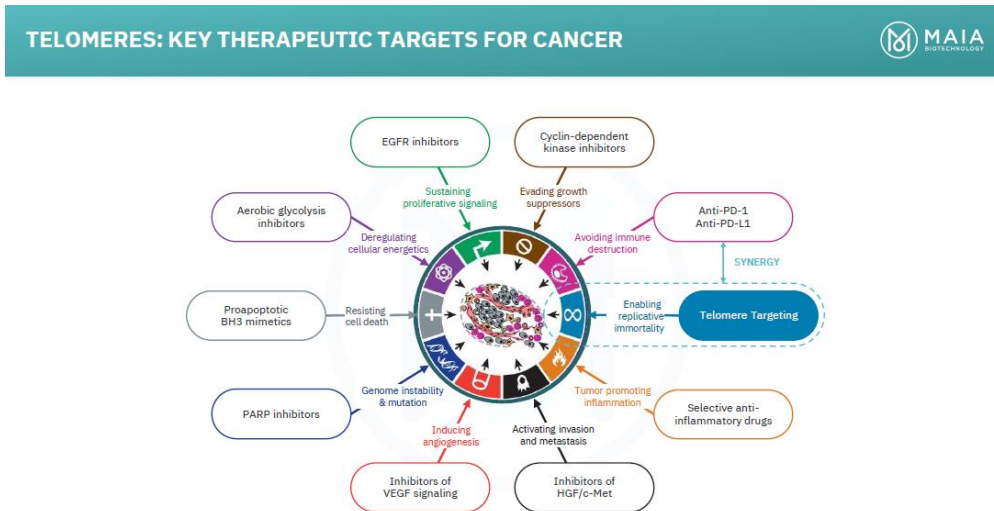 TELOMERES: KEY THERAPEUTIC TARGETS FOR CANCER
MAIA
BIOTECHNOLOGY
EGFR inhibitors
Cyclin-dependent
kinase inhibitors
Sustaining
proliferative signaling
Evading growth
suppressors
Aerobic glycolysis
inhibitors
Anti-PD-1
Anti-PD-L1
Deregulating
cellular energetics
Avoiding immune
destruction
SYNERGY
Proapoptotic
BH3 mimetics
Resisting
cell death
Enabling
replicative
immortality
Telomere Targeting
Genome instability
& mutation
Tumor promoting
inflammation
PARP inhibitors
Selective anti-
inflammatory drugs
Inducing
angiogenesis
Activating invasion
and metastasis
Inhibitors of
VEGF signaling
Inhibitors of
HGF/c-Met